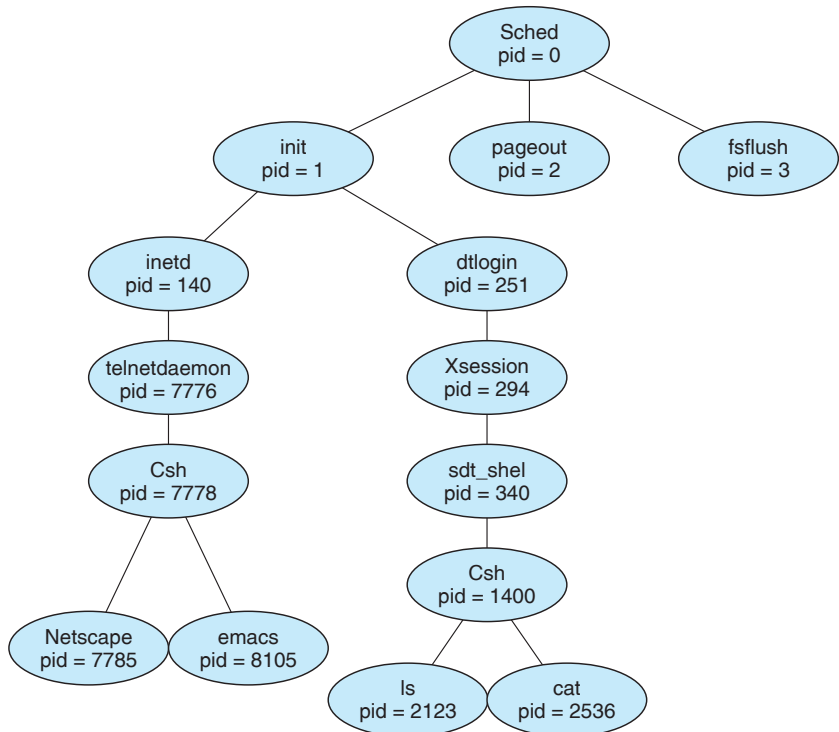 Sched
pid = 0
init
pid = 1
pageout
pid = 2
fsflush
pid = 3
inetd
pid = 140
dtlogin
pid = 251
telnetdaemon
pid = 7776
Xsession
pid = 294
Csh
pid = 7778
sdt_shel
pid = 340
Csh
pid = 1400
Netscape
pid = 7785
emacs
pid = 8105
ls
pid = 2123
cat
pid = 2536